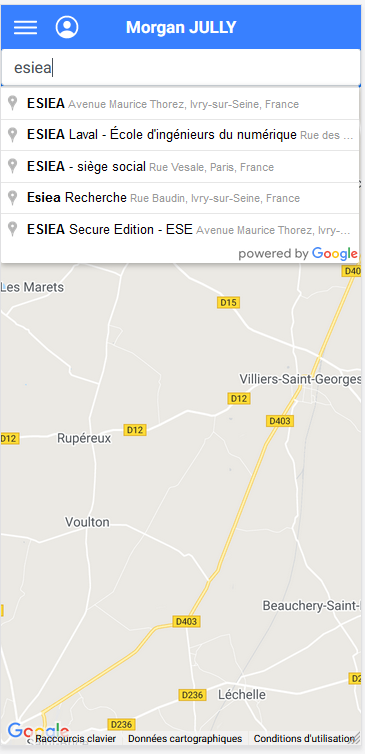 Morgan JULLY
esiea
ESIEA Avenue Maurice Thorez, Ivry-sur-Seine, France
ESIEA Laval - École d'ingénieurs du numérique Rue des ...
ESIEA - siège social Rue Vesale, Paris, France
Esiea Recherche Rue Baudin, Ivry-sur-Seine, France
ESIEA Secure Edition - ESE Avenue Maurice Thorez, Ivry-...
powered by Google
D40
Les Marets
D15
Villiers-Saint-Georges
D12
D403
D12
D12
Rupéreux
Voulton
Beauchery-Saint-
D403
D2
Léchelle
D236
D236
Google
Raccourcis clavier
Données cartographiques
Conditions d'utilisation